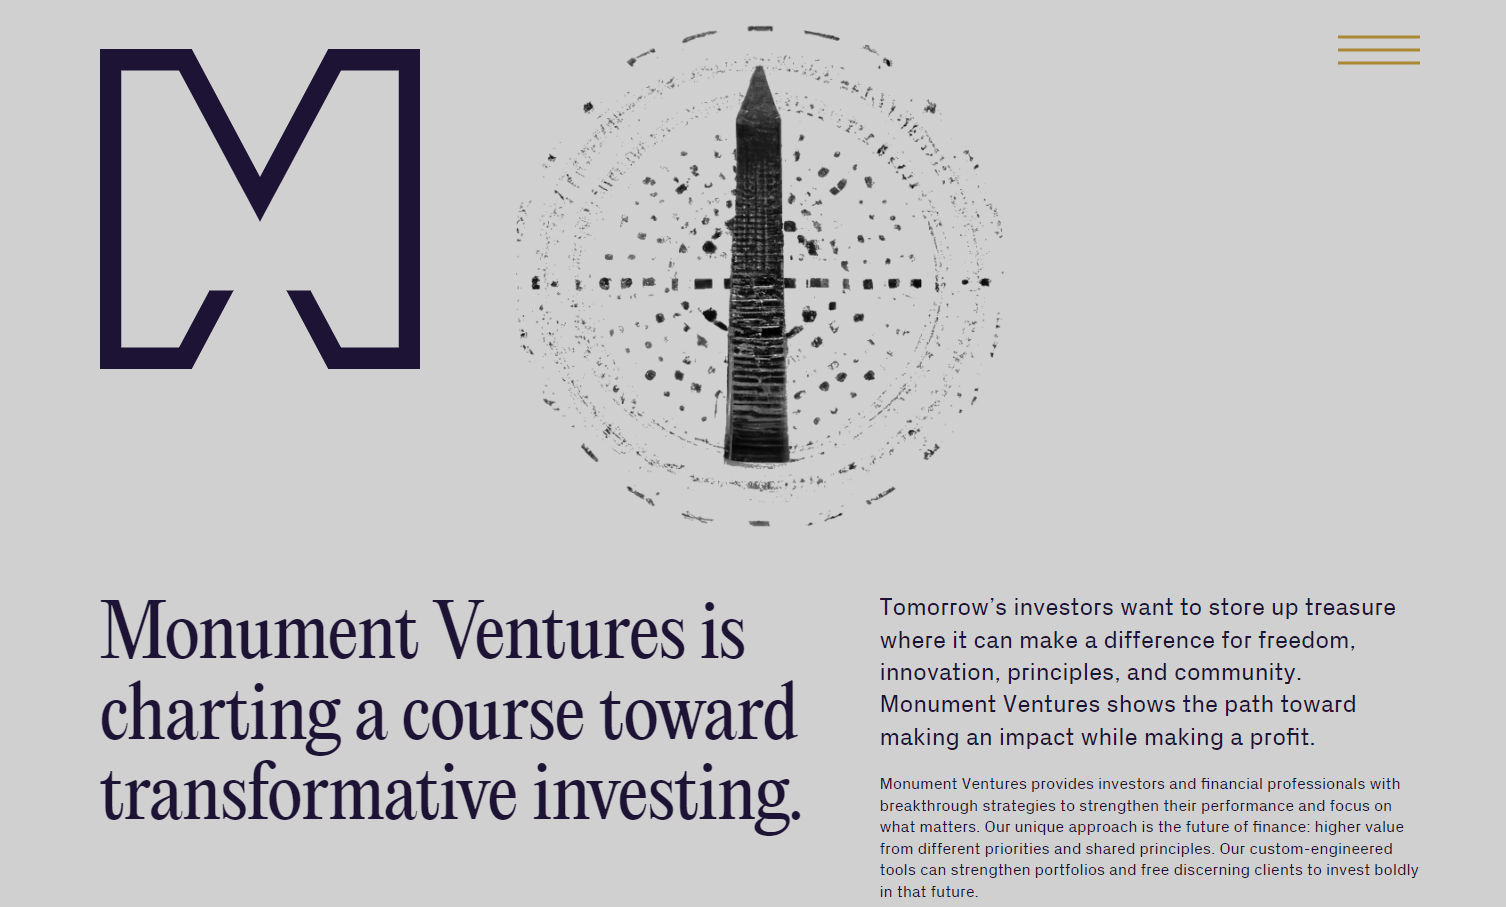 Monument Ventures is
charting a course toward
transformative investing.
Tomorrow’s investors want to store up treasure
where it can make a difference for freedom,
innovation, principles, and community.
Monument Ventures shows the path toward
making an impact while making a profit.
Monument Ventures provides investors and financial professionals with
breakthrough strategies to strengthen their performance and focus on
what matters. Our unique approach is the future of finance: higher value
from different priorities and shared principles. Our custom-engineered
tools can strengthen portfolios and free discerning clients to invest boldly
in that future.